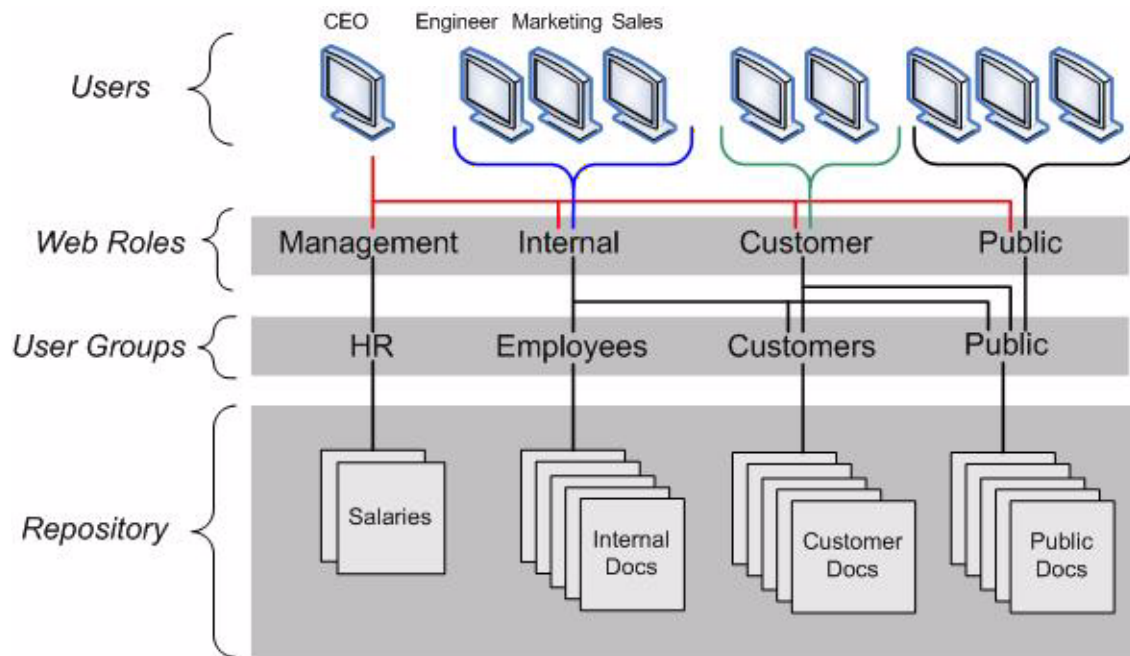 CEO Engineer Marketing Sales
Users
Web Roles Management Internal Customer Public
User Groups HR Employees Customers Public
Repository
Salaries
Internal
Docs
Customer
Docs
Public
Docs